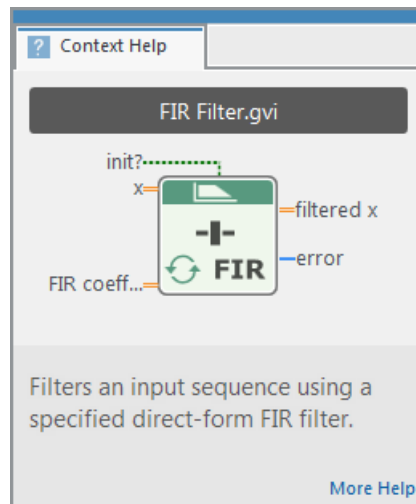 ? Context Help
FIR Filter.gvi
init?
x
filtered x
FIR
error
FIR coeff...
Filters an input sequence using a
specified direct-form FIR filter.
More Help